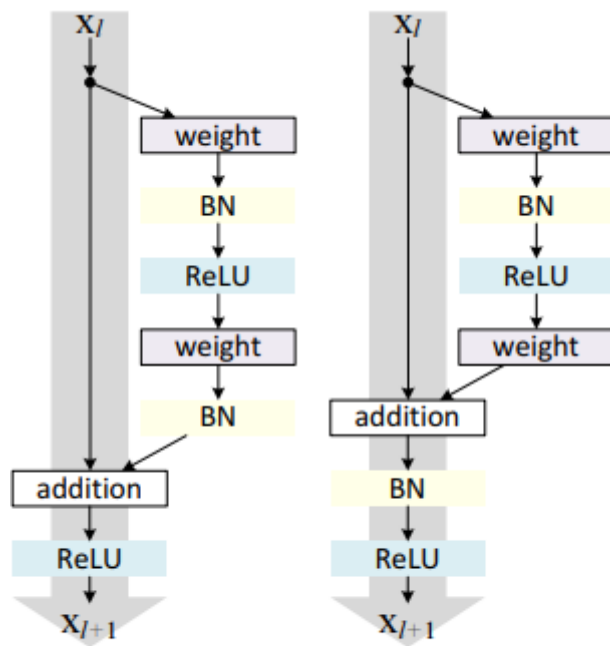 x_l
weight
BN
ReLU
weight
BN
addition
ReLU
x_{l+1}
x_l
weight
BN
ReLU
weight
addition
BN
ReLU
x_{l+1}